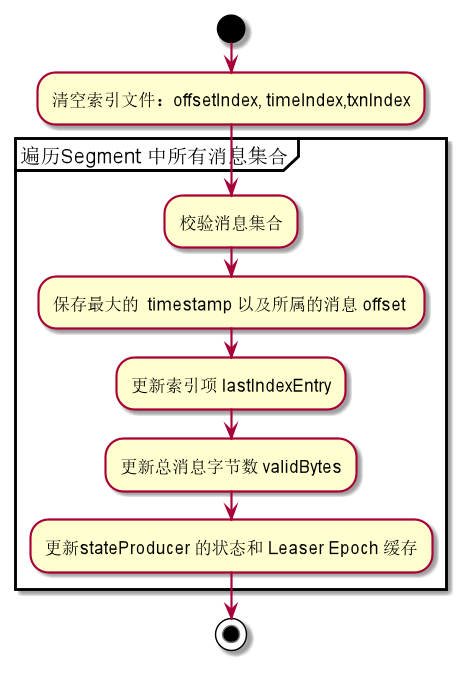 清空索引文件：offsetIndex, timeIndex,txnIndex
遍历Segment 中所有消息集合
校验消息集合
保存最大的 timestamp 以及所属的消息 offset
更新索引项 lastIndexEntry
更新总消息字节数 validBytes
更新stateProducer 的状态和 Leaser Epoch 缓存